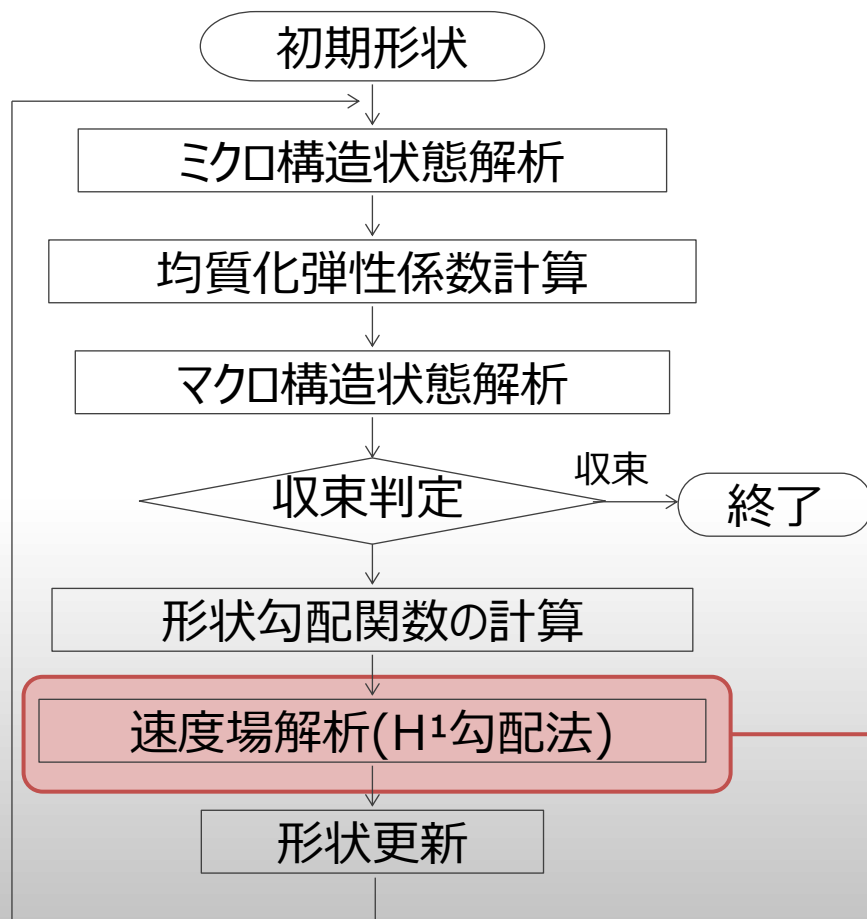 初期形状
ミクロ構造状態解析
均質化弾性係数計算
マクロ構造状態解析
収束判定
収束
終了
形状勾配関数の計算
速度場解析(H¹勾配法)
形状更新